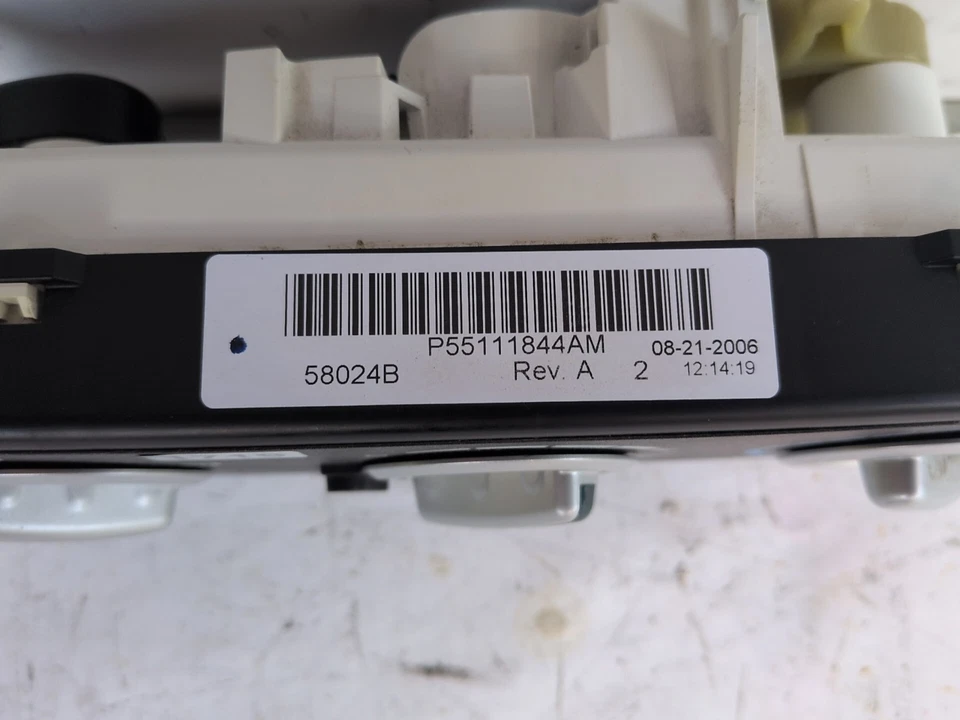 P55111844AM 08-21-2006
58024B Rev. A 2 12:14:19